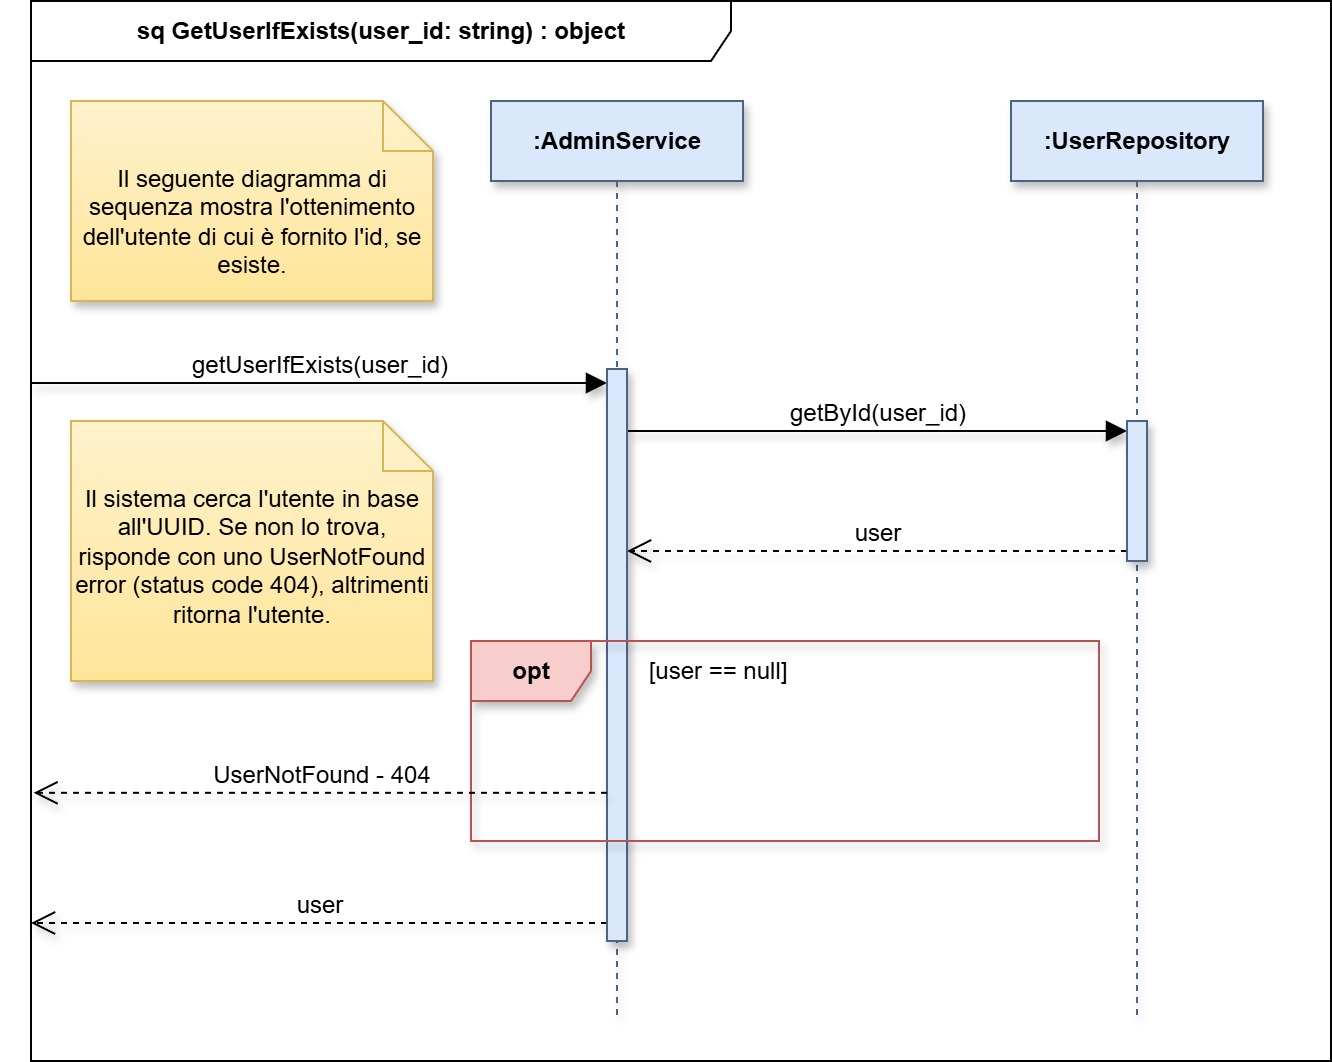 sq GetUserIfExists(user_id: string) : object
:AdminService
:UserRepository
Il seguente diagramma di
sequenza mostra l'ottenimento
dell'utente di cui è fornito l'id, se
esiste.
getUserIfExists(user_id)
getById(user_id)
Il sistema cerca l'utente in base
all'UUID. Se non lo trova,
risponde con uno UserNotFound
error (status code 404), altrimenti
ritorna l'utente.
user
opt
[user == null]
UserNotFound - 404
user